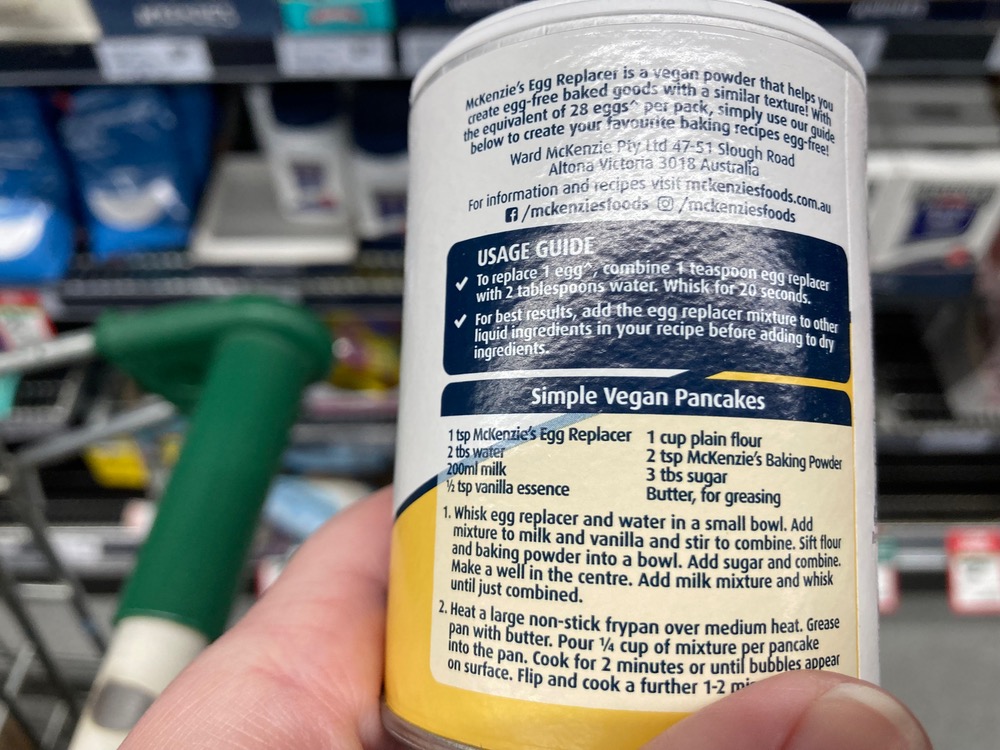 McKenzie's Egg Replacer is a vegan powder that helps you
create egg-free baked goods with a similar texture! With
the equivalent of 28 eggs^ per pack, simply use our guide
below to create your favourite baking recipes egg-free!
Ward McKenzie Pty Ltd 47-51 Slough Road
Altona Victoria 3018 Australia
For information and recipes visit mckenziesfoods.com.au
/mckenziesfoods /mckenziesfoods
USAGE GUIDE
✓ To replace 1 egg^, combine 1 teaspoon egg replacer
with 2 tablespoons water. Whisk for 20 seconds.
✓ For best results, add the egg replacer mixture to other
liquid ingredients in your recipe before adding to dry
ingredients.
Simple Vegan Pancakes
1 tsp McKenzie's Egg Replacer
2 tbs water
200ml milk
½ tsp vanilla essence
1 cup plain flour
2 tsp McKenzie's Baking Powder
3 tbs sugar
Butter, for greasing
1. Whisk egg replacer and water in a small bowl. Add
mixture to milk and vanilla and stir to combine. Sift flour
and baking powder into a bowl. Add sugar and combine.
Make a well in the centre. Add milk mixture and whisk
until just combined.
2. Heat a large non-stick frypan over medium heat. Grease
pan with butter. Pour ¼ cup of mixture per pancake
into the pan. Cook for 2 minutes or until bubbles appear
on surface. Flip and cook a further 1-2